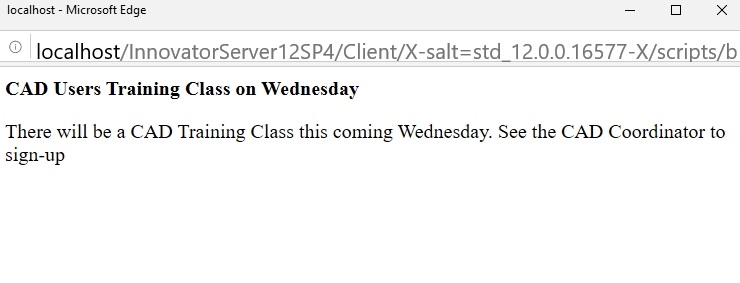 localhost - Microsoft Edge
localhost/InnovatorServer12SP4/Client/X-salt=std_12.0.0.16577-X/scripts/b
CAD Users Training Class on Wednesday
There will be a CAD Training Class this coming Wednesday. See the CAD Coordinator to
sign-up